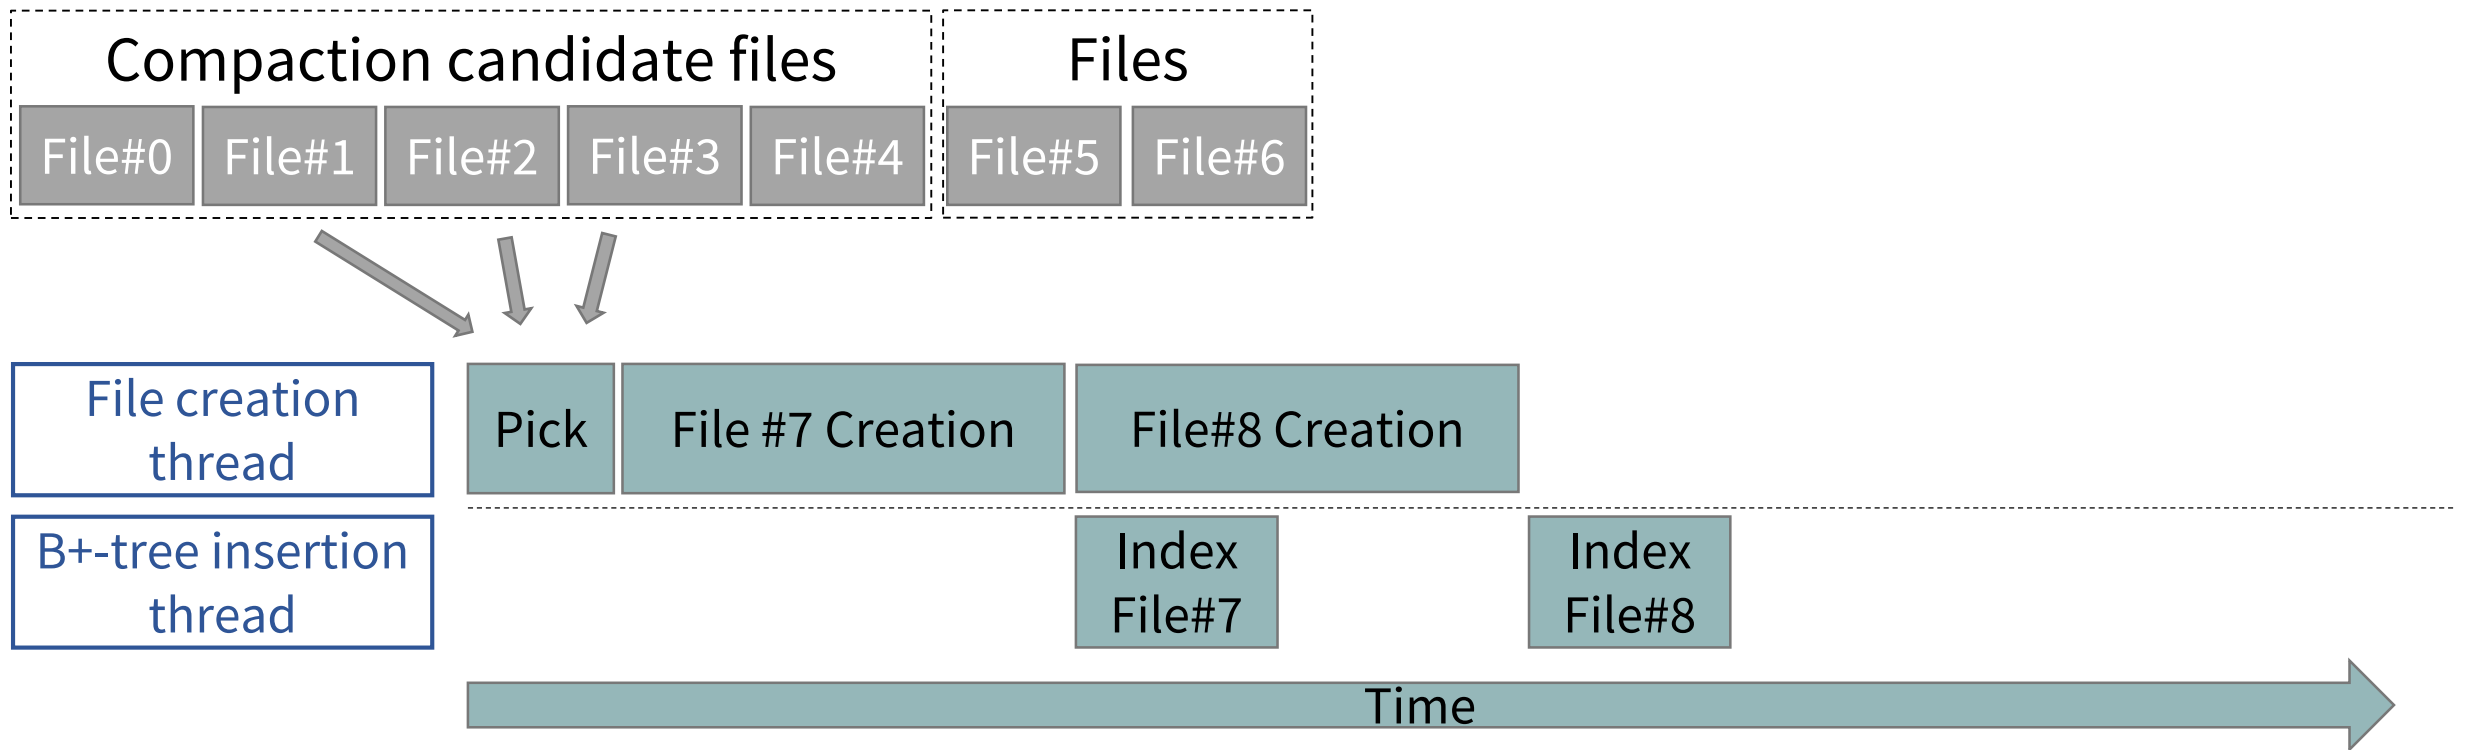 Compaction candidate files
Files
File#0 File#1 File#2 File#3 File#4 File#5 File#6
File creation
thread
Pick
File #7 Creation
File#8 Creation
B+-tree insertion
thread
Index
File#7
Index
File#8
Time